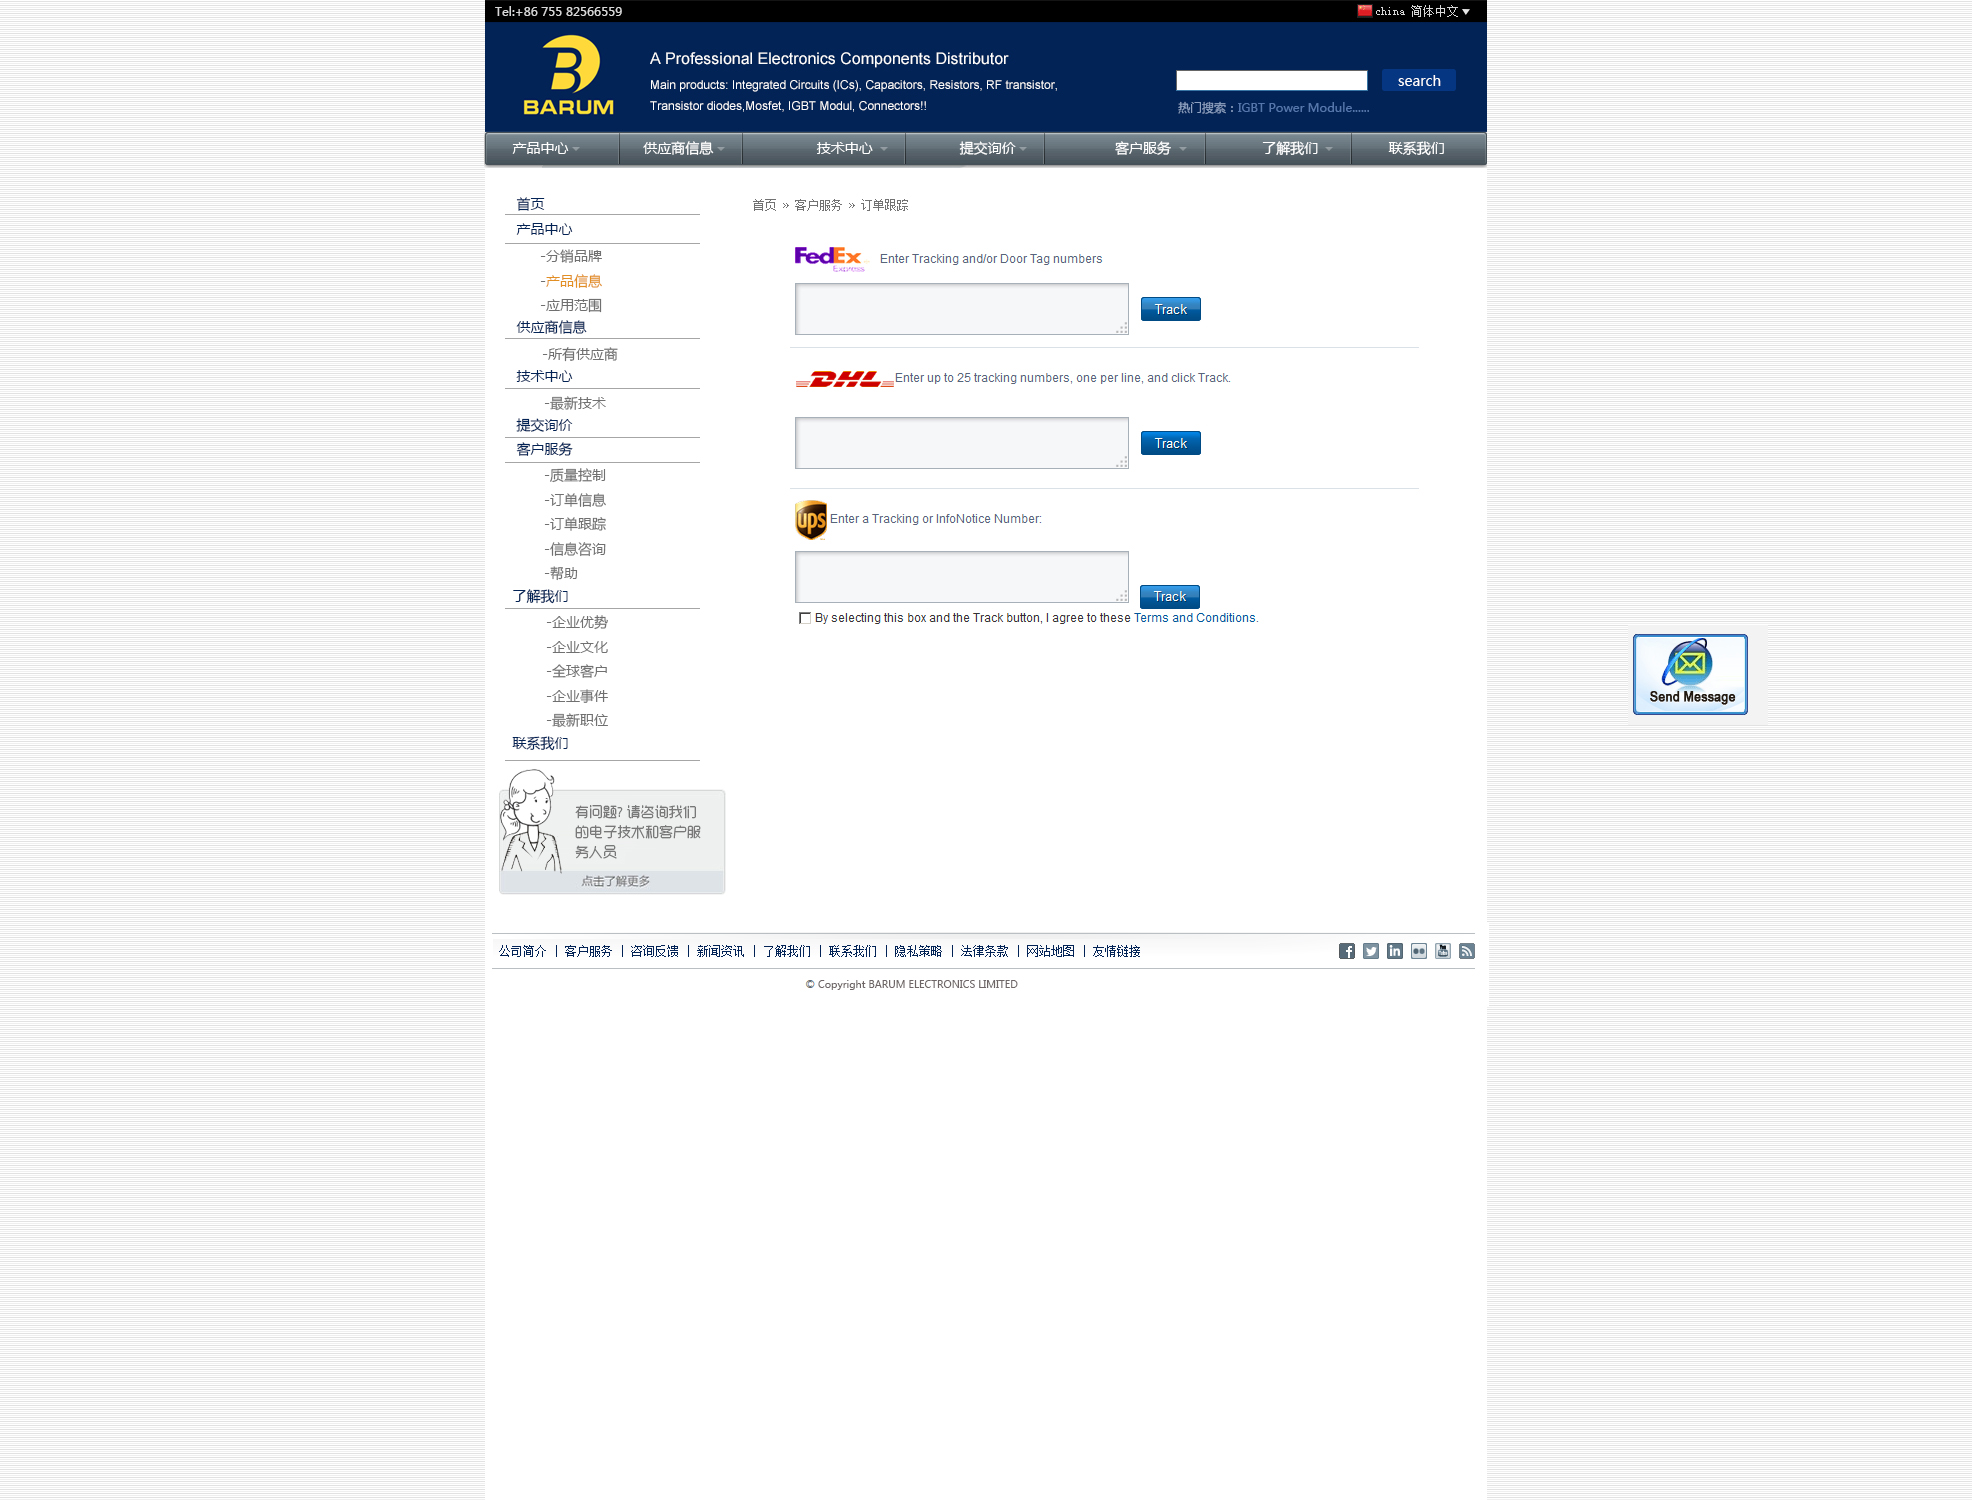 Tel:+86 755 82566559
china 简体中文
BARUM
A Professional Electronics Components Distributor
Main products: Integrated Circuits (ICs), Capacitors, Resistors, RF transistor,
Transistor diodes,Mosfet, IGBT Modul, Connectors!!
search
热门搜索：IGBT Power Module......
产品中心 供应商信息 技术中心 提交询价 客户服务 了解我们 联系我们
首页
产品中心
-分销品牌
-产品信息
-应用范围
供应商信息
-所有供应商
技术中心
-最新技术
提交询价
客户服务
-质量控制
-订单信息
-订单跟踪
-信息咨询
-帮助
了解我们
-企业优势
-企业文化
-全球客户
-企业事件
-最新职位
联系我们
有问题? 请咨询我们
的电子技术和客户服
务人员
点击了解更多
首页 » 客户服务 » 订单跟踪
FedEx Express Enter Tracking and/or Door Tag numbers
Track
DHL Enter up to 25 tracking numbers, one per line, and click Track.
Track
ups Enter a Tracking or InfoNotice Number:
Track
By selecting this box and the Track button, I agree to these Terms and Conditions.
Send Message
公司简介 | 客户服务 | 咨询反馈 | 新闻资讯 | 了解我们 | 联系我们 | 隐私策略 | 法律条款 | 网站地图 | 友情链接
© Copyright BARUM ELECTRONICS LIMITED